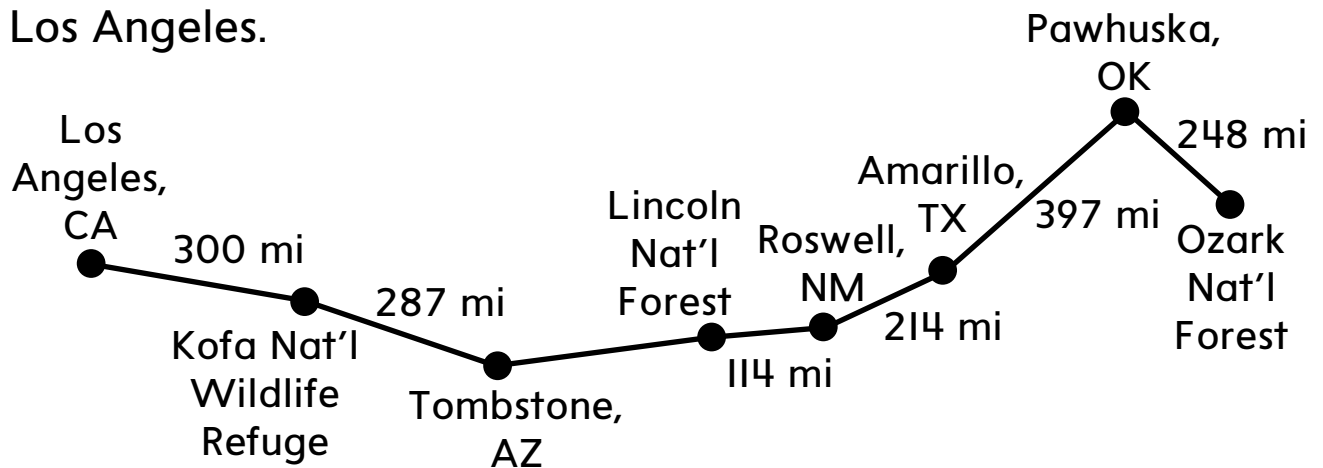 Los Angeles.
Pawhuska,
OK
248 mi
Los
Angeles,
CA
300 mi
287 mi
Kofa Nat'l
Wildlife
Refuge
Tombstone,
AZ
Lincoln
Nat'l
Forest
114 mi
Roswell,
NM
214 mi
Amarillo,
TX
397 mi
Ozark
Nat'l
Forest